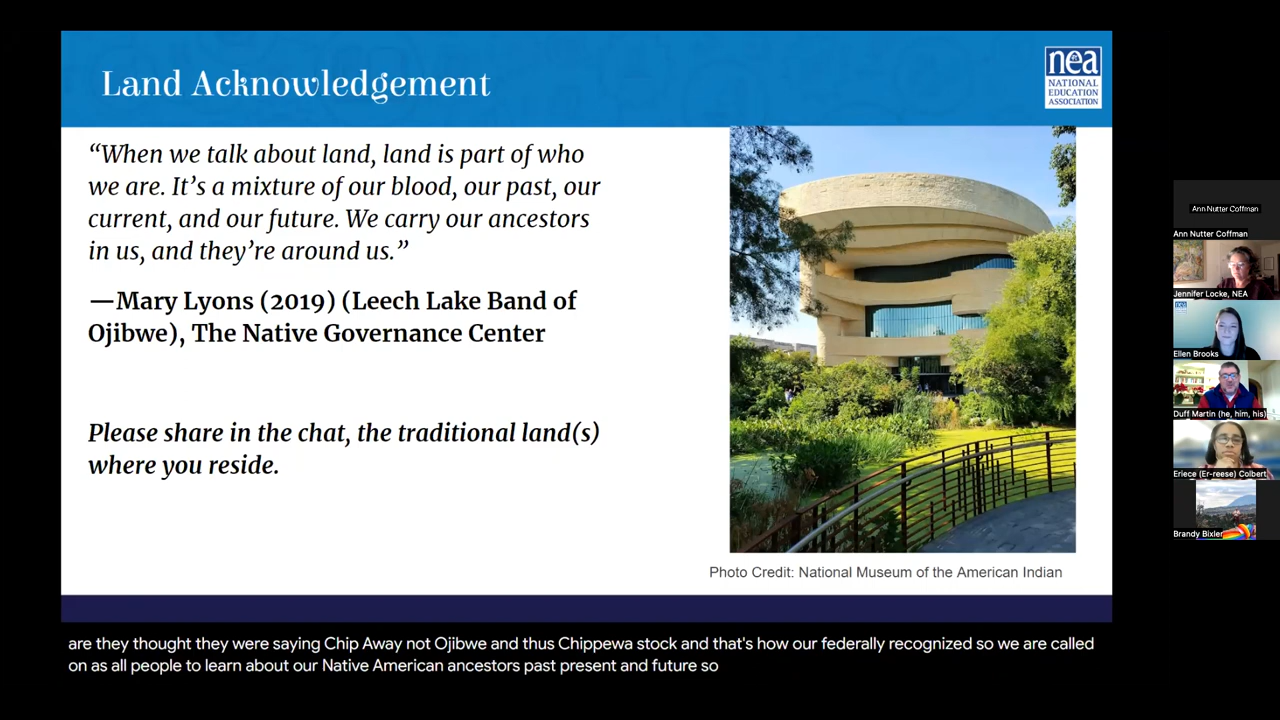 Land Acknowledgement
nea
NATIONAL
EDUCATION
ASSOCIATION
“When we talk about land, land is part of who
we are. It’s a mixture of our blood, our past, our
current, and our future. We carry our ancestors
in us, and they’re around us.”
—Mary Lyons (2019) (Leech Lake Band of
Ojibwe), The Native Governance Center
Please share in the chat, the traditional land(s)
where you reside.
Photo Credit: National Museum of the American Indian
are they thought they were saying Chip Away not Ojibwe and thus Chippewa stock and that's how our federally recognized so we are called
on as all people to learn about our Native American ancestors past present and future so
Ann Nutter Coffman
Ann Nutter Coffman
Jennifer Locke, NEA
nea
Ellen Brooks
Duff Martin (he, him, his)
Eriece (Er-reese) Colbert
Brandy Bixler